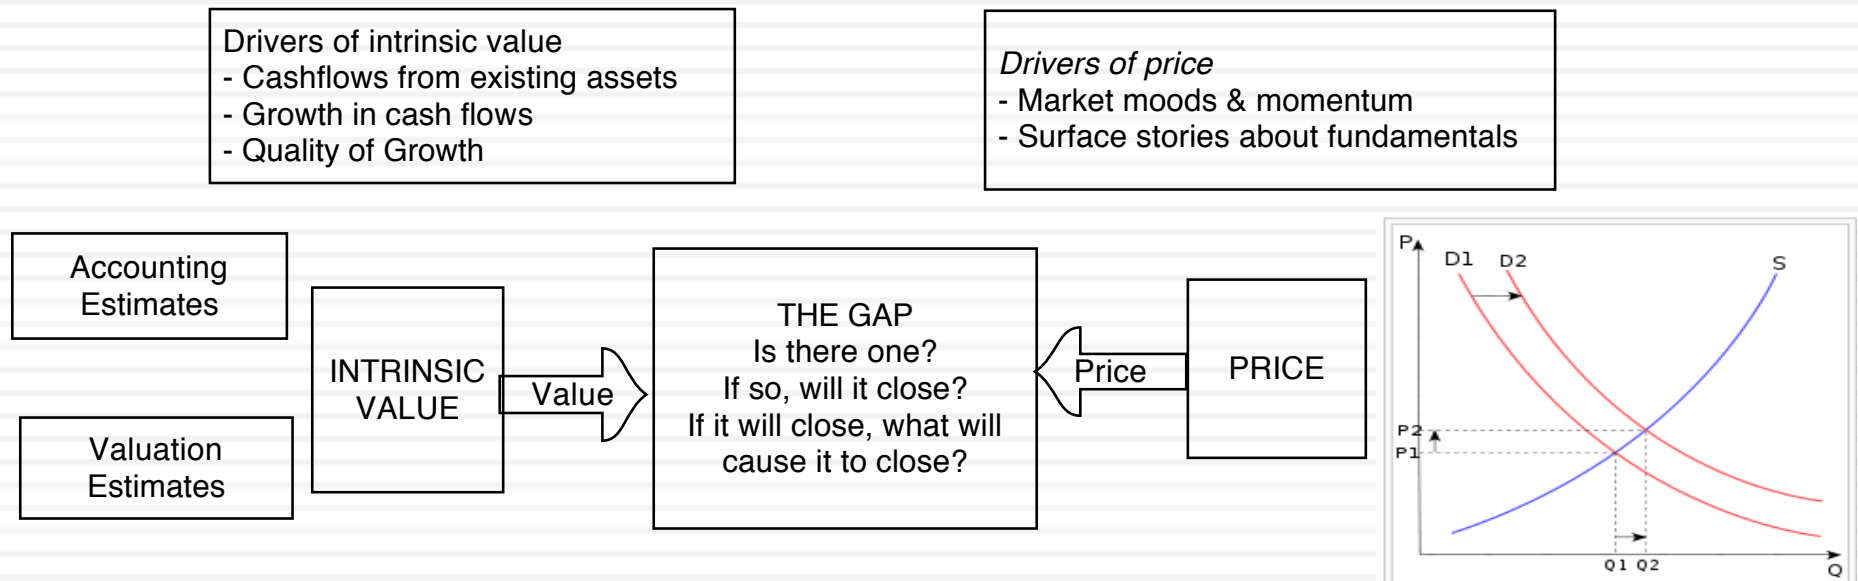 Drivers of intrinsic value
- Cashflows from existing assets
- Growth in cash flows
- Quality of Growth
Drivers of price
- Market moods & momentum
- Surface stories about fundamentals
Accounting
Estimates
Valuation
Estimates
INTRINSIC
VALUE
Value
THE GAP
Is there one?
If so, will it close?
If it will close, what will
cause it to close?
Price
PRICE
P
D1 D2
S
P2
P1
Q1 Q2
Q